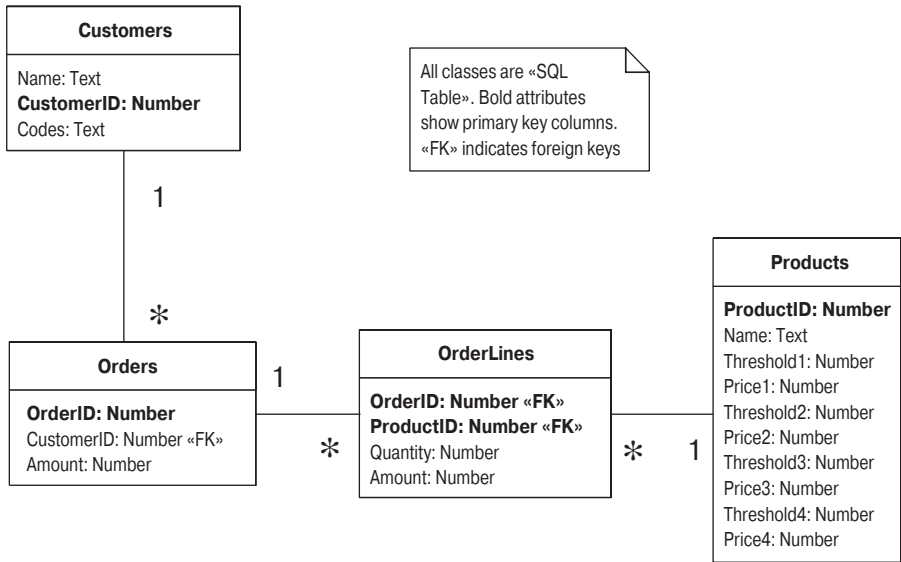 Customers
Name: Text
CustomerID: Number
Codes: Text
All classes are «SQL
Table». Bold attributes
show primary key columns.
«FK» indicates foreign keys
1
*
Orders
OrderID: Number
CustomerID: Number «FK»
Amount: Number
1
*
OrderLines
OrderID: Number «FK»
ProductID: Number «FK»
Quantity: Number
Amount: Number
*
1
Products
ProductID: Number
Name: Text
Threshold1: Number
Price1: Number
Threshold2: Number
Price2: Number
Threshold3: Number
Price3: Number
Threshold4: Number
Price4: Number